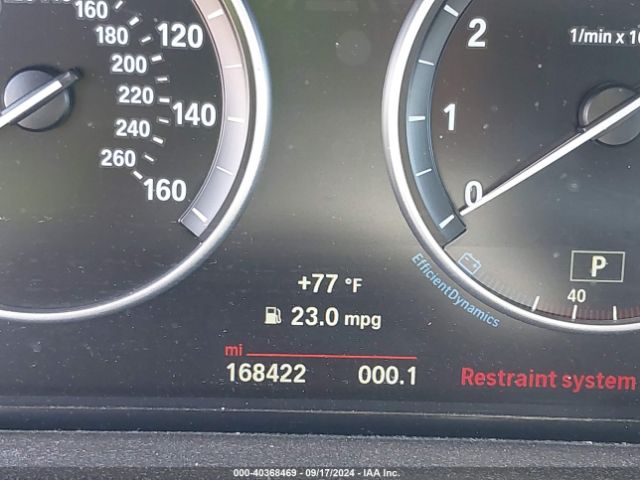 160
180
200
220
240
260
120
140
160
2
1
0
1/min x 10
P
40
EfficientDynamics
+77 °F
23.0 mpg
mi
168422 000.1
Restraint system
000-40368469 - 09/17/2024 - IAA Inc.